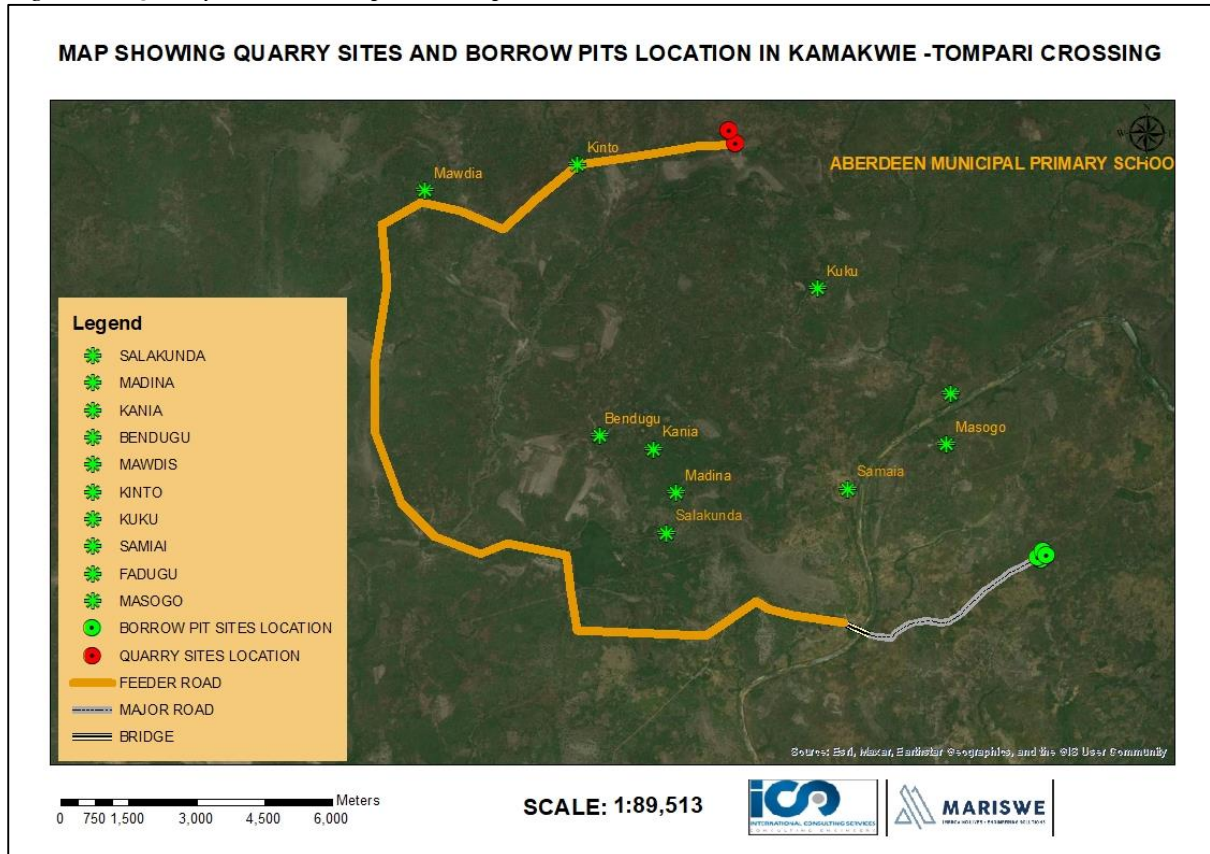 MAP SHOWING QUARRY SITES AND BORROW PITS LOCATION IN KAMAKWIE -TOMPARI CROSSING
ABERDEEN MUNICIPAL PRIMARY SCHOO
Kinto
Mawdia
Kuku
Bendugu
Kania
Masogo
Madina
Samaia
Salakunda
Legend
SALAKUNDA
MADINA
KANIA
BENDUGU
MAWDIS
KINTO
KUKU
SAMIAI
FADUGU
MASOGO
BORROW PIT SITES LOCATION
QUARRY SITES LOCATION
FEEDER ROAD
MAJOR ROAD
BRIDGE
Source: Esri, Maxar, Earthstar Geographics, and the GIS User Community
Meters
0 750 1,500 3,000 4,500 6,000
SCALE: 1:89,513
ics
INTERNATIONAL CONSULTING SERVICES
CONSULTING ENGINEERS
MARISWE